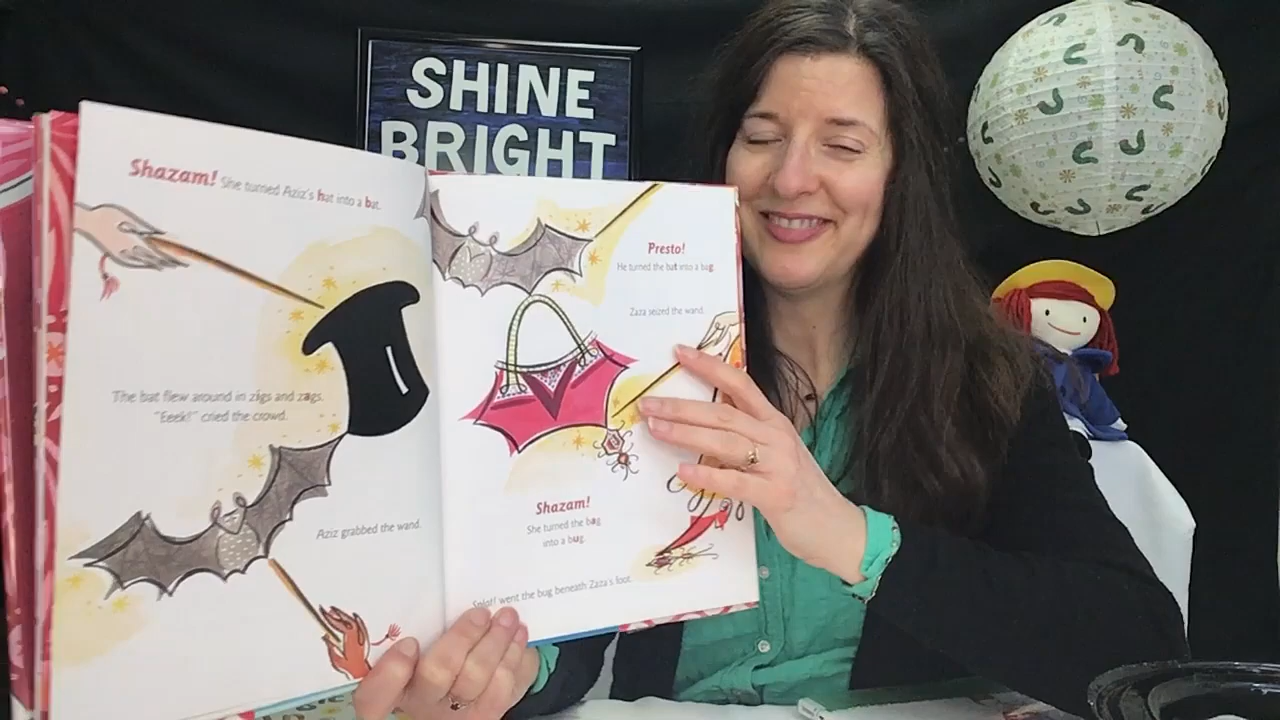 SHINE
BRIGHT
Shazam! She turned Aziz's hat into a bat.
The bat flew around in zigs and zags.
"Eeek!" cried the crowd.
Aziz grabbed the wand.
Presto!
He turned the bat into a bag.
Zaza seized the wand.
Shazam!
She turned the bag
into a bug.
Splat! went the bug beneath Zaza's foot.